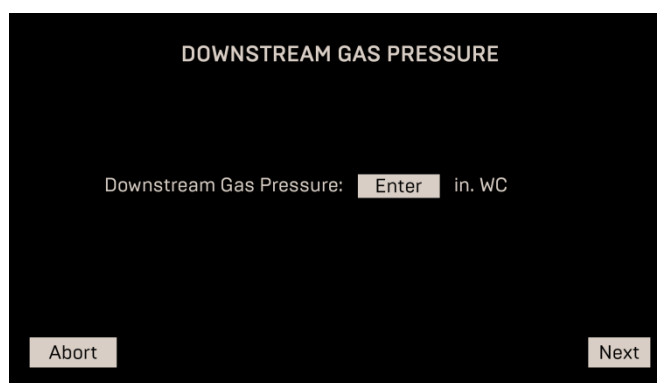 DOWNSTREAM GAS PRESSURE
Downstream Gas Pressure: Enter in. WC
Abort Next